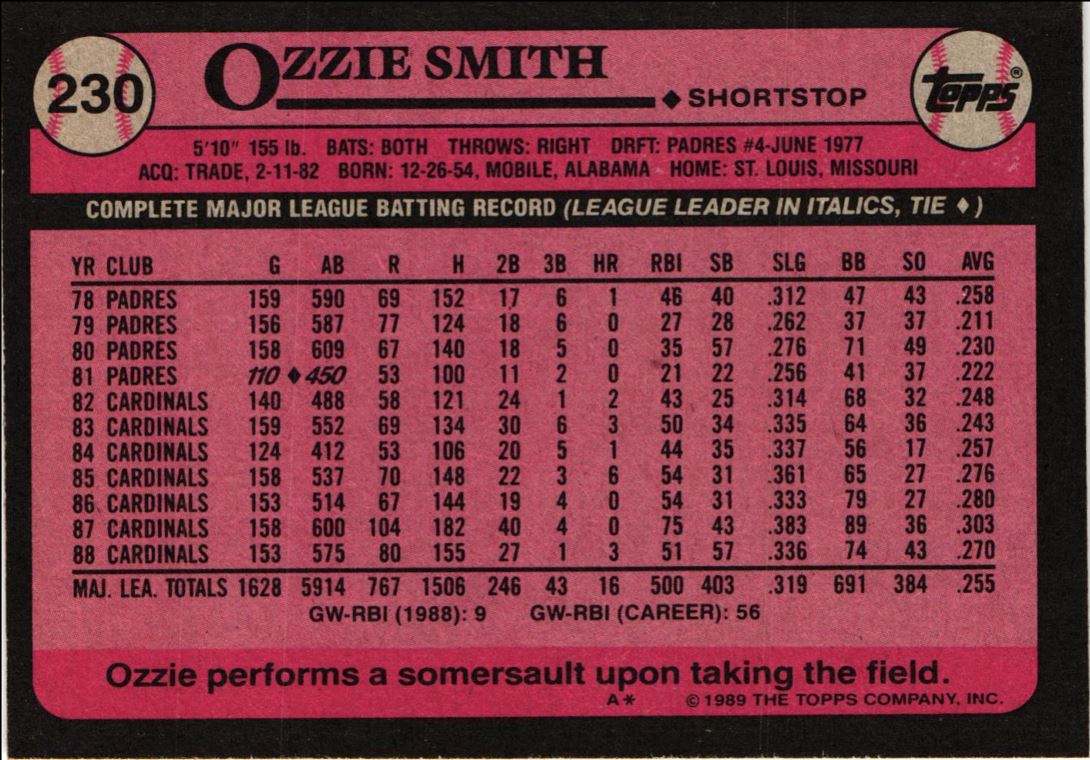 230
OZZIE SMITH
◆ SHORTSTOP
TOPPS®
5'10" 155 lb. BATS: BOTH THROWS: RIGHT DRFT: PADRES #4-JUNE 1977
ACQ: TRADE, 2-11-82 BORN: 12-26-54, MOBILE, ALABAMA HOME: ST. LOUIS, MISSOURI
COMPLETE MAJOR LEAGUE BATTING RECORD (LEAGUE LEADER IN ITALICS, TIE ♦)
YR CLUB G AB R H 2B 3B HR RBI SB SLG BB SO AVG
78 PADRES 159 590 69 152 17 6 1 46 40 .312 47 43 .258
79 PADRES 156 587 77 124 18 6 0 27 28 .262 37 37 .211
80 PADRES 158 609 67 140 18 5 0 35 57 .276 71 49 .230
81 PADRES 110 ♦450 53 100 11 2 0 21 22 .256 41 37 .222
82 CARDINALS 140 488 58 121 24 1 2 43 25 .314 68 32 .248
83 CARDINALS 159 552 69 134 30 6 3 50 34 .335 64 36 .243
84 CARDINALS 124 412 53 106 20 5 1 44 35 .337 56 17 .257
85 CARDINALS 158 537 70 148 22 3 6 54 31 .361 65 27 .276
86 CARDINALS 153 514 67 144 19 4 0 54 31 .333 79 27 .280
87 CARDINALS 158 600 104 182 40 4 0 75 43 .383 89 36 .303
88 CARDINALS 153 575 80 155 27 1 3 51 57 .336 74 43 .270
MAJ. LEA. TOTALS 1628 5914 767 1506 246 43 16 500 403 .319 691 384 .255
GW-RBI (1988): 9 GW-RBI (CAREER): 56
Ozzie performs a somersault upon taking the field.
A* © 1989 THE TOPPS COMPANY, INC.